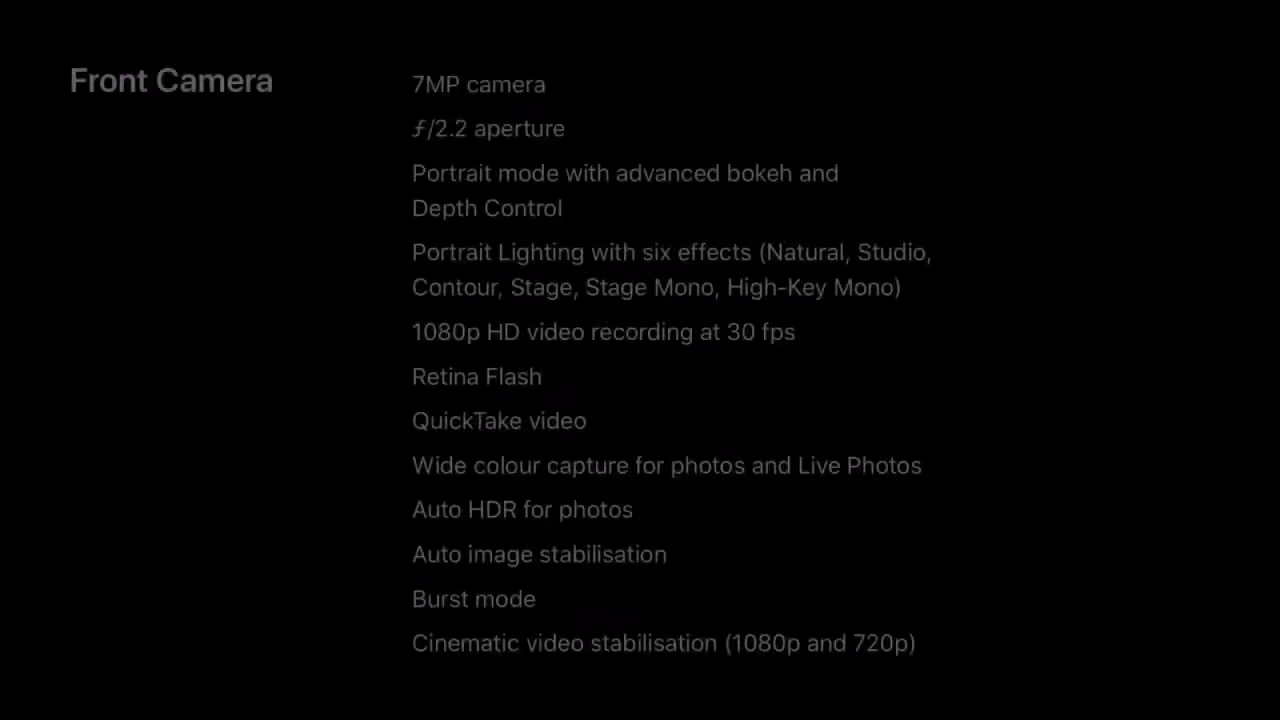 Front Camera
7MP camera
ƒ/2.2 aperture
Portrait mode with advanced bokeh and
Depth Control
Portrait Lighting with six effects (Natural, Studio,
Contour, Stage, Stage Mono, High-Key Mono)
1080p HD video recording at 30 fps
Retina Flash
QuickTake video
Wide colour capture for photos and Live Photos
Auto HDR for photos
Auto image stabilisation
Burst mode
Cinematic video stabilisation (1080p and 720p)